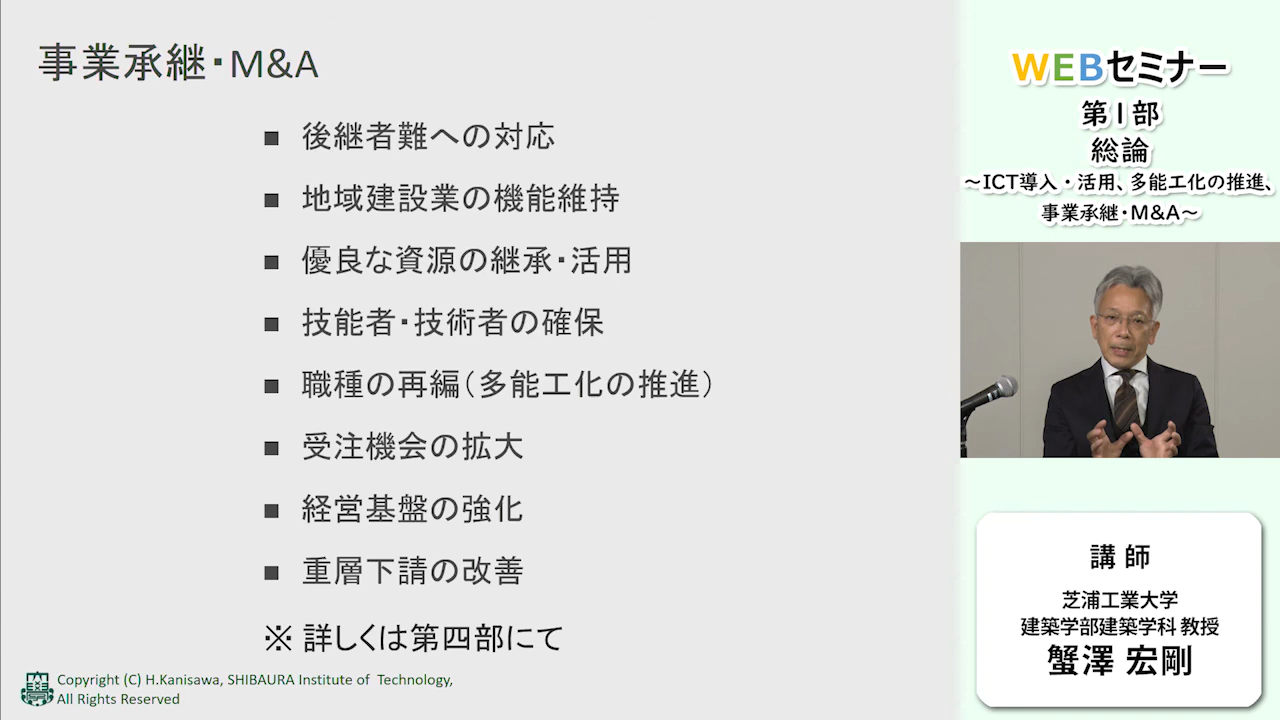 事業承継・M&A
■ 後継者難への対応
■ 地域建設業の機能維持
■ 優良な資源の継承・活用
■ 技能者・技術者の確保
■ 職種の再編（多能工化の推進）
■ 受注機会の拡大
■ 経営基盤の強化
■ 重層下請の改善
※ 詳しくは第四部にて
Copyright (C) H.Kanisawa, SHIBAURA Institute of Technology,
All Rights Reserved
WEBセミナー
第1部
総論
～ICT導入・活用、多能工化の推進、
事業承継・M&A～
講 師
芝浦工業大学
建築学部建築学科 教授
蟹澤 宏剛